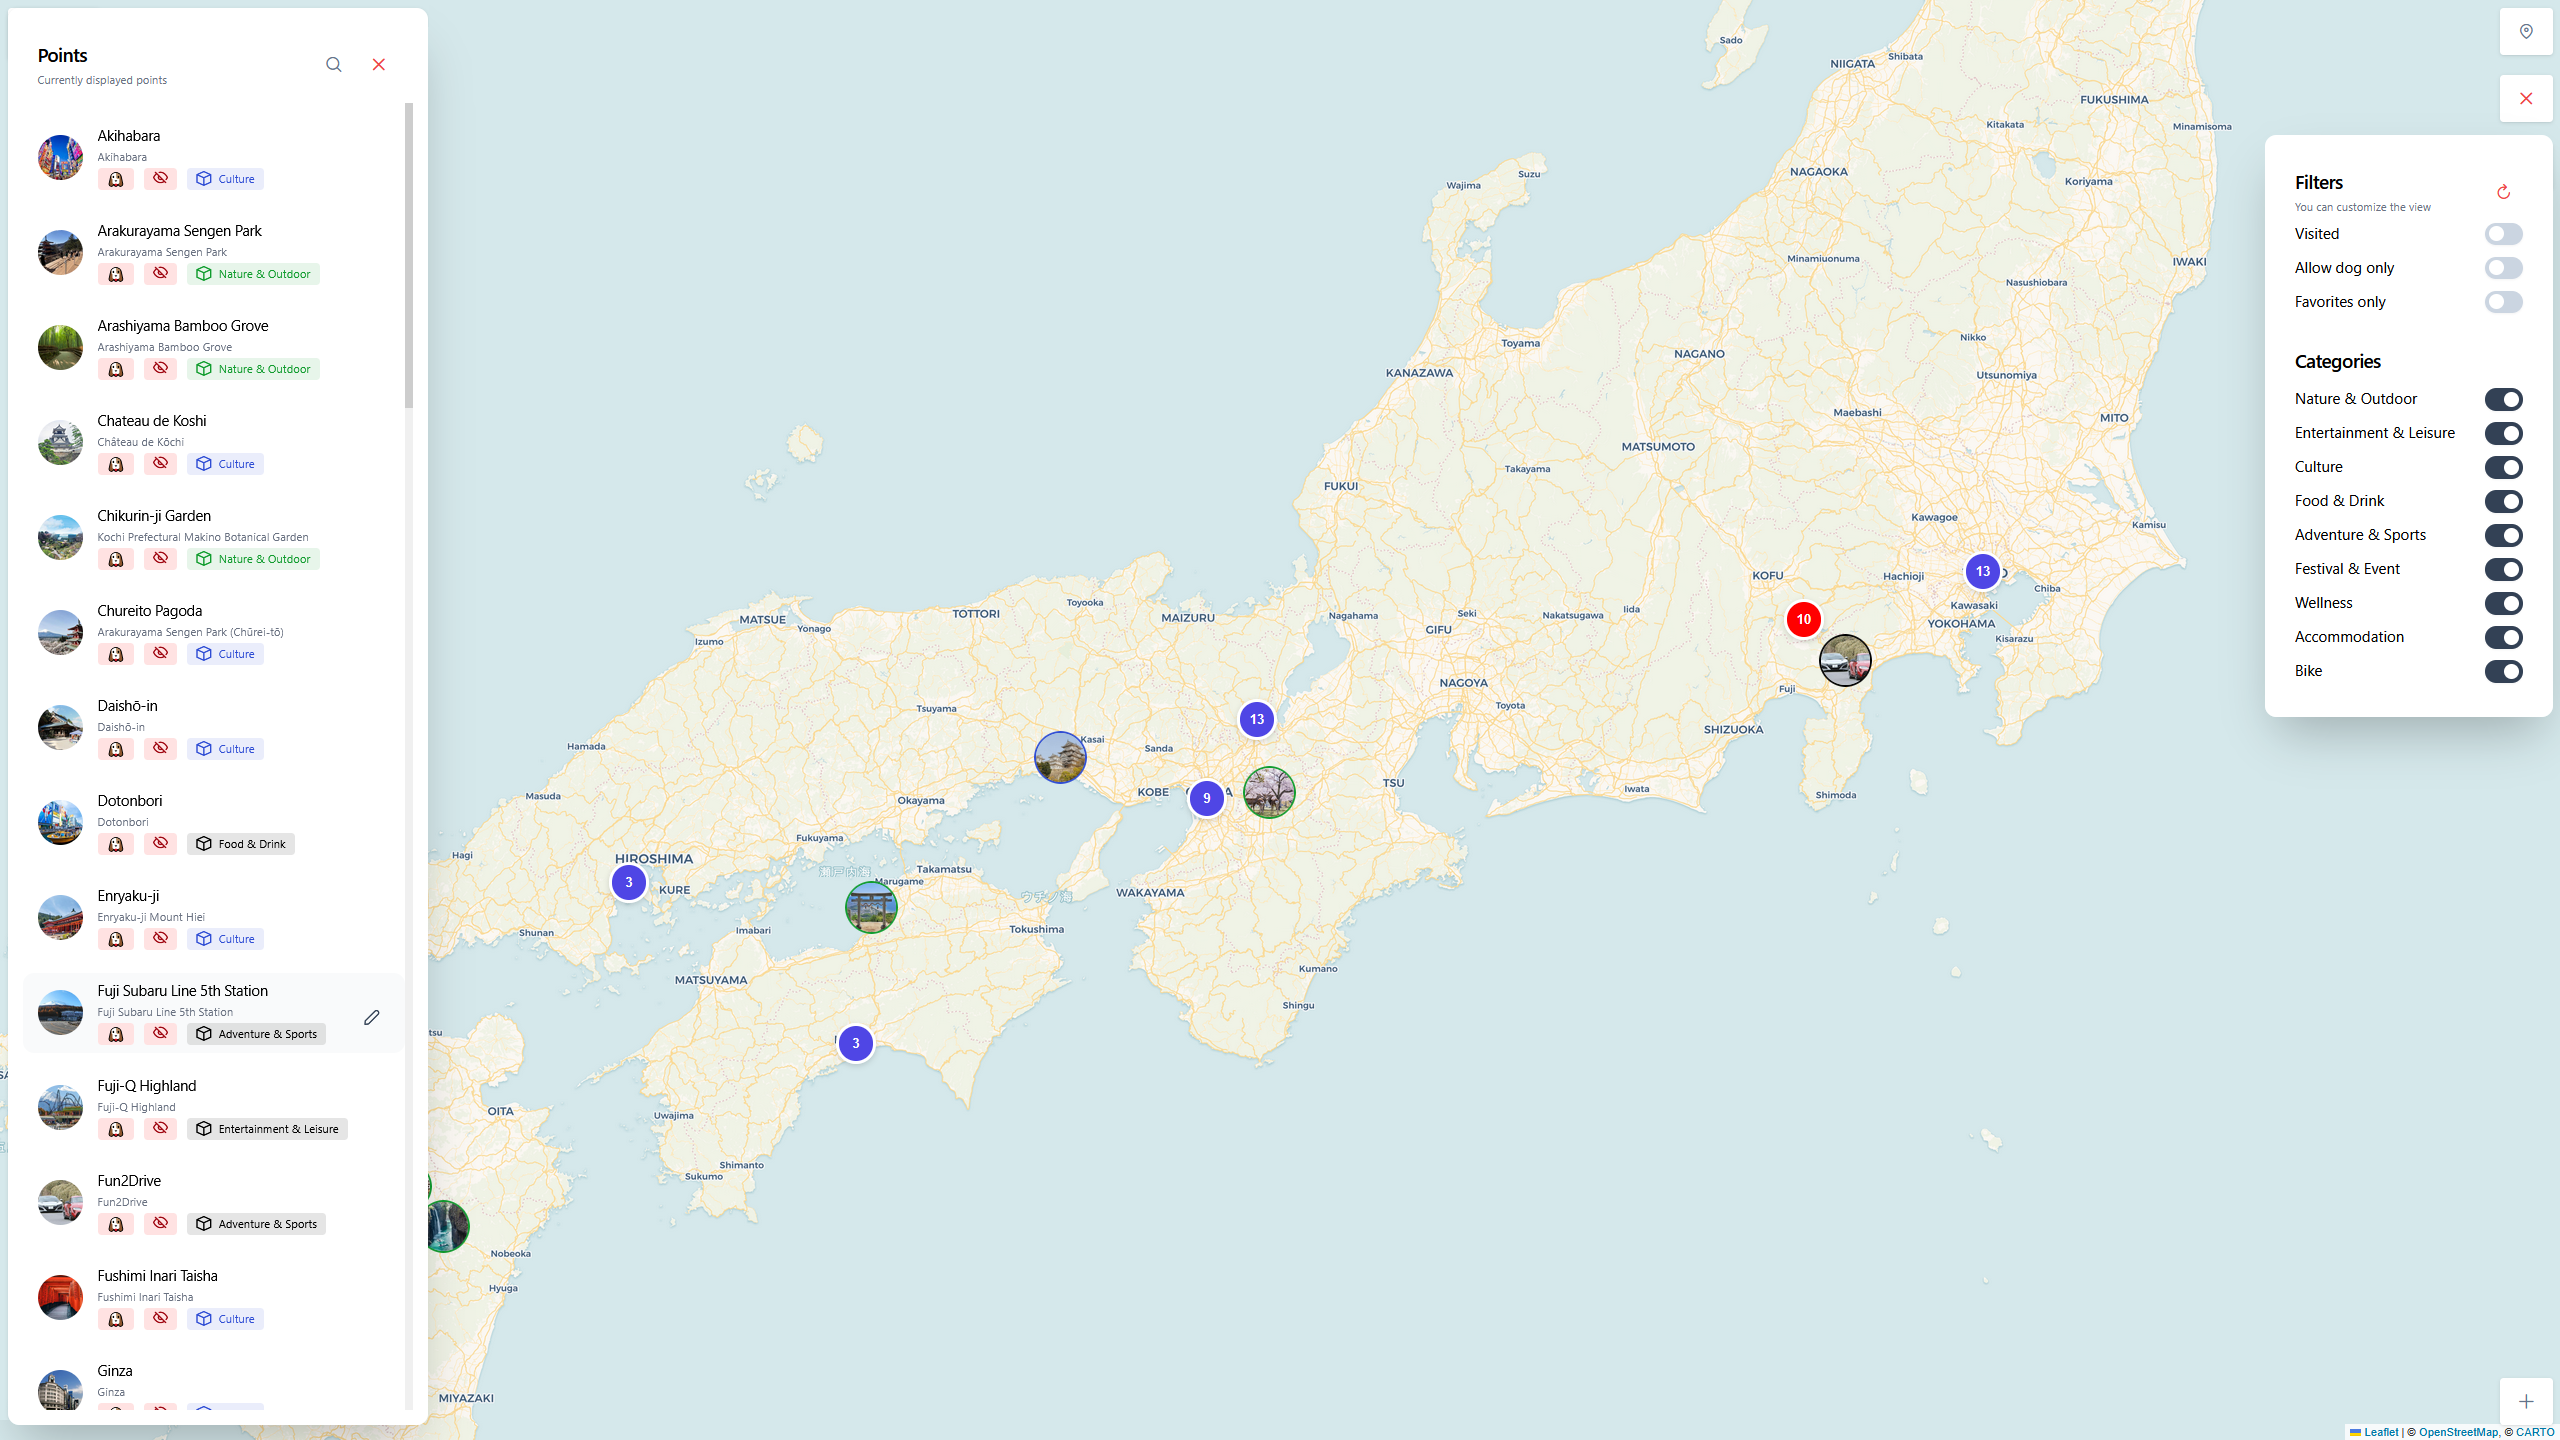 Points
Currently displayed points
Akihabara
Akihabara
Culture
Arakurayama Sengen Park
Arakurayama Sengen Park
Nature & Outdoor
Arashiyama Bamboo Grove
Arashiyama Bamboo Grove
Nature & Outdoor
Chateau de Koshi
Château de Kōchi
Culture
Chikurin-ji Garden
Kochi Prefectural Makino Botanical Garden
Nature & Outdoor
Chureito Pagoda
Arakurayama Sengen Park (Chūrei-tō)
Culture
Daishō-in
Daishō-in
Culture
Dotonbori
Dotonbori
Food & Drink
Enryaku-ji
Enryaku-ji Mount Hiei
Culture
Fuji Subaru Line 5th Station
Fuji Subaru Line 5th Station
Adventure & Sports
Fuji-Q Highland
Fuji-Q Highland
Entertainment & Leisure
Fun2Drive
Fun2Drive
Adventure & Sports
Fushimi Inari Taisha
Fushimi Inari Taisha
Culture
Ginza
Ginza
Sado
NIIGATA
Shibata
FUKUSHIMA
Kitakata
Minamisoma
NAGAOKA
Koriyama
Wajima
Suzu
Minamiuonuma
IWAKI
Nasushiobara
Toyama
NAGANO
Nikko
KANAZAWA
Utsunomiya
Maebashi
MITO
MATSUMOTO
Takayama
FUKUI
Kawagoe
Kamisu
KOFU
Hachioji
13
Chiba
Kawasaki
YOKOHAMA
Kisarazu
10
Fuji
Toyooka
TOTTORI
MAIZURU
Nagahama
Seki
Nakatsugawa
Iida
GIFU
MATSUE
Yonago
Izumo
NAGOYA
Toyota
SHIZUOKA
Tsuyama
13
Hamada
Kasai
Sanda
TSU
Iwata
Shimoda
KOBE
9
Masuda
Okayama
Fukuyama
Hagi
HIROSHIMA
瀬戸内海
Takamatsu
Marugame
3
KURE
ウチノ海
WAKAYAMA
Shunan
Imabari
Tokushima
MATSUYAMA
Kumano
Shingu
3
OITA
Uwajima
Shimanto
Sukumo
Nobeoka
Hyuga
MIYAZAKI
Filters
You can customize the view
Visited
Allow dog only
Favorites only
Categories
Nature & Outdoor
Entertainment & Leisure
Culture
Food & Drink
Adventure & Sports
Festival & Event
Wellness
Accommodation
Bike
Leaflet | © OpenStreetMap, © CARTO